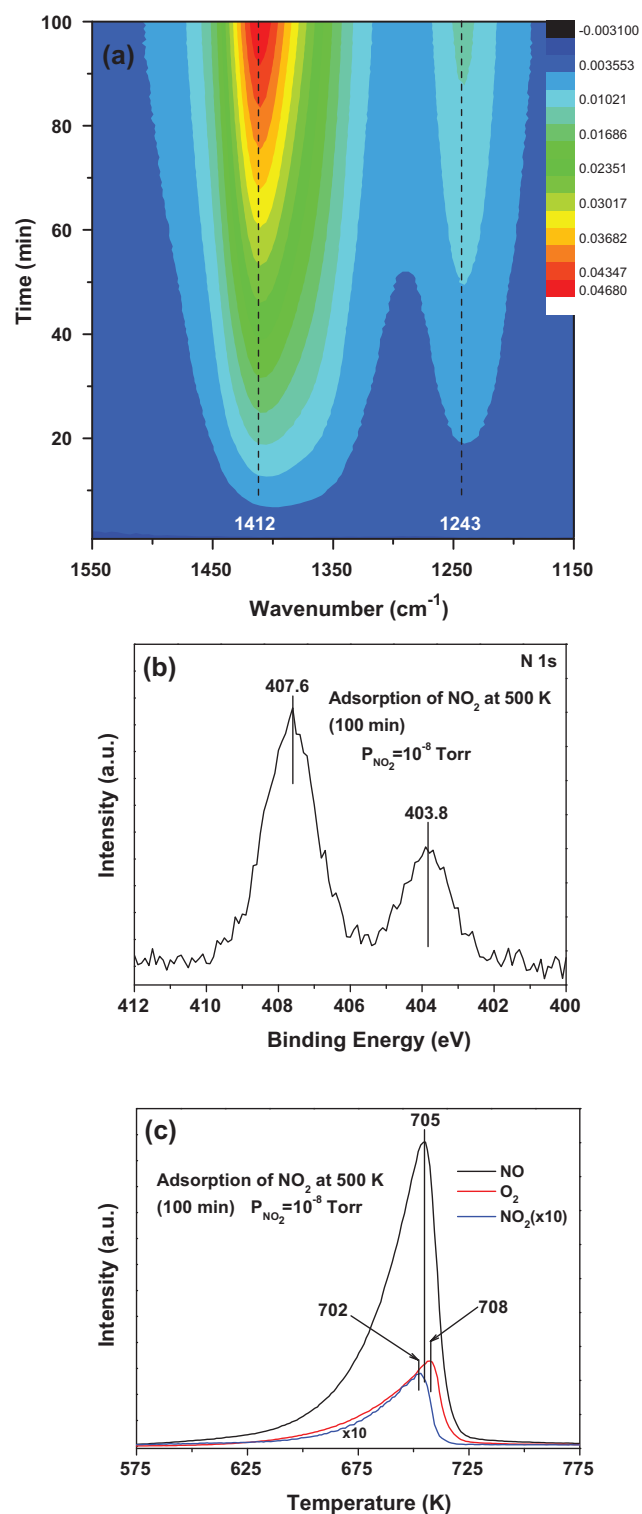 (a)
100
80
60
40
20
Time (min)
-0.003100
0.003553
0.01021
0.01686
0.02351
0.03017
0.03682
0.04347
0.04680
1412
1243
1550
1450
1350
1250
1150
Wavenumber (cm⁻¹)
(b)
N 1s
407.6
Adsorption of NO₂ at 500 K
(100 min)
P_NO₂=10⁻⁸ Torr
403.8
Intensity (a.u.)
412
410
408
406
404
402
400
Binding Energy (eV)
(c)
705
Adsorption of NO₂ at 500 K
(100 min) P_NO₂=10⁻⁸ Torr
NO
O₂
NO₂(x10)
702
708
x10
Intensity (a.u.)
575
625
675
725
775
Temperature (K)